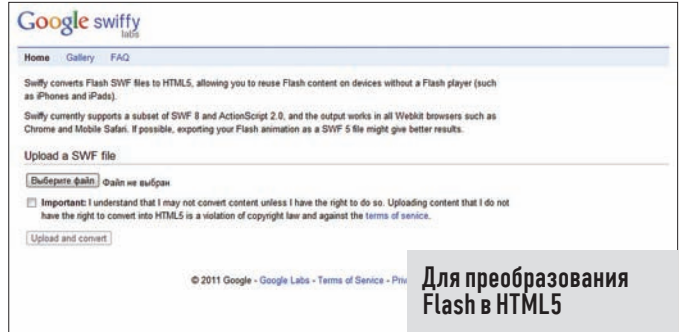 Google swiffy
labs
Home Gallery FAQ
Swiffy converts Flash SWF files to HTML5, allowing you to reuse Flash content on devices without a Flash player (such
as iPhones and iPads).
Swiffy currently supports a subset of SWF 8 and ActionScript 2.0, and the output works in all Webkit browsers such as
Chrome and Mobile Safari. If possible, exporting your Flash animation as a SWF 5 file might give better results.
Upload a SWF file
Выберите файл Файл не выбран
Important: I understand that I may not convert content unless I have the right to do so. Uploading content that I do not
have the right to convert into HTML5 is a violation of copyright law and against the terms of service.
Upload and convert
© 2011 Google - Google Labs - Terms of Service -
Для преобразования
Flash в HTML5